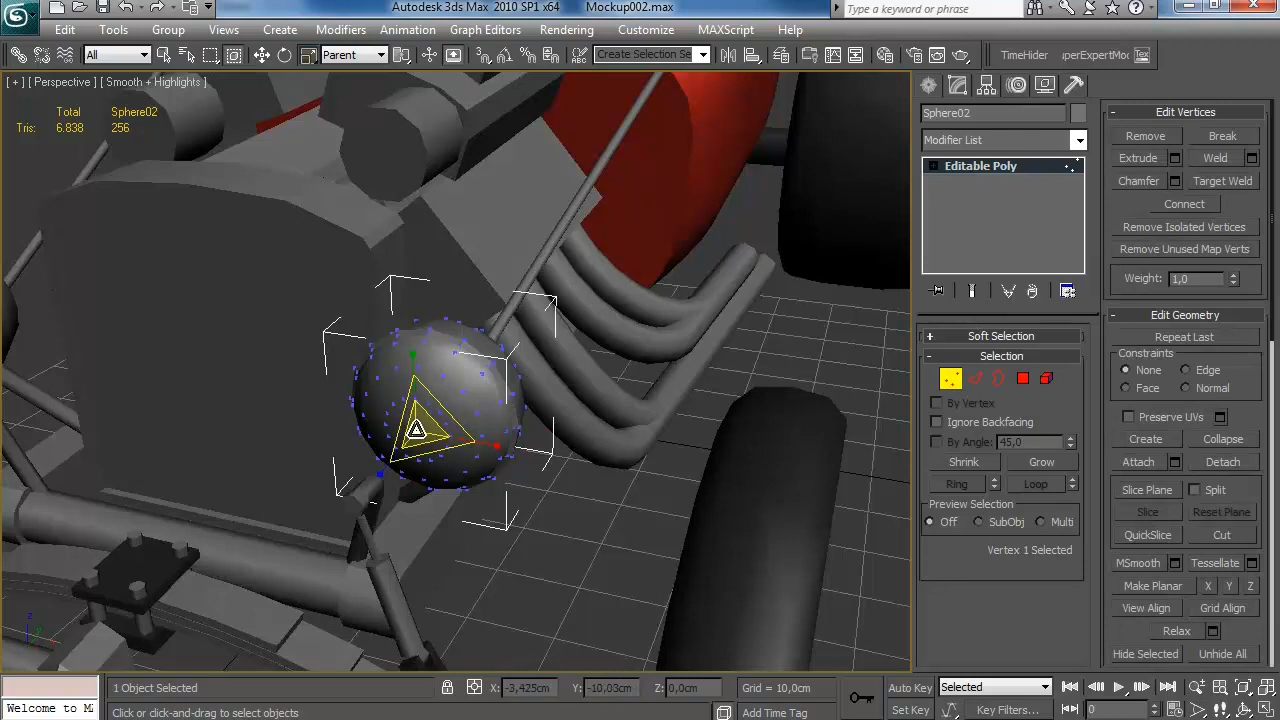 Autodesk 3ds Max 2010 SP1 x64 Mockup002.max
Type a keyword or phrase
Edit Tools Group Views Create Modifiers Animation Graph Editors Rendering Customize MAXScript Help
All
Parent
Create Selection Se
TimeHider
perExpertMod
Tex
[ + ] [ Perspective ] [ Smooth + Highlights ]
Total Sphere02
Tris: 6.838 256
Sphere02
Modifier List
Editable Poly
Soft Selection
Selection
By Vertex
Ignore Backfacing
By Angle: 45,0
Shrink Grow
Ring Loop
Preview Selection
Off SubObj Multi
Vertex 1 Selected
Edit Vertices
Remove Break
Extrude Weld
Chamfer Target Weld
Connect
Remove Isolated Vertices
Remove Unused Map Verts
Weight: 1,0
Edit Geometry
Repeat Last
Constraints
None Edge
Face Normal
Preserve UVs
Create Collapse
Attach Detach
Slice Plane Split
Slice Reset Plane
QuickSlice Cut
MSmooth Tessellate
Make Planar X Y Z
View Align Grid Align
Relax
Hide Selected Unhide All
z
1 Object Selected
X: -3,425cm Y: -10,03cm Z: 0,0cm
Grid = 10,0cm
Auto Key Selected
Welcome to MA
Click or click-and-drag to select objects
Add Time Tag
Set Key Key Filters...
0